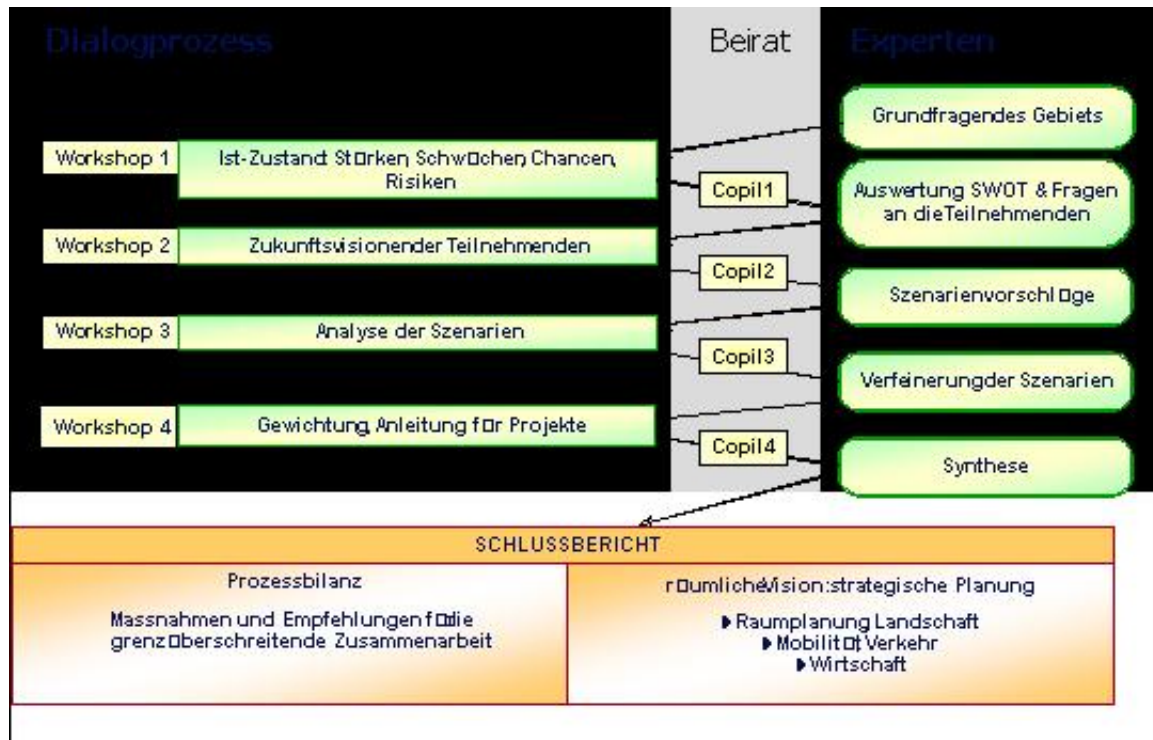 Dialogprozess
Beirat
Experten
Grundfragendes Gebiets
Workshop 1
Ist-Zustand: St□rken, Schw□chen, Chancen,
Risiken
Copil1
Auswertung SWOT & Fragen
an dieTeilnehmenden
Workshop 2
Zukunftsvisionender Teilnehmenden
Copil2
Szenarienvorschl□ge
Workshop 3
Analyse der Szenarien
Copil3
Verfeinerungder Szenarien
Workshop 4
Gewichtung, Anleitung f□r Projekte
Copil4
Synthese
SCHLUSSBERICHT
Prozessbilanz
Massnahmen und Empfehlungen f□rdie
grenz□berschreitende Zusammenarbeit
r□umlicheVision:strategische Planung
Raumplanung Landschaft
Mobilit□t, Verkehr
Wirtschaft